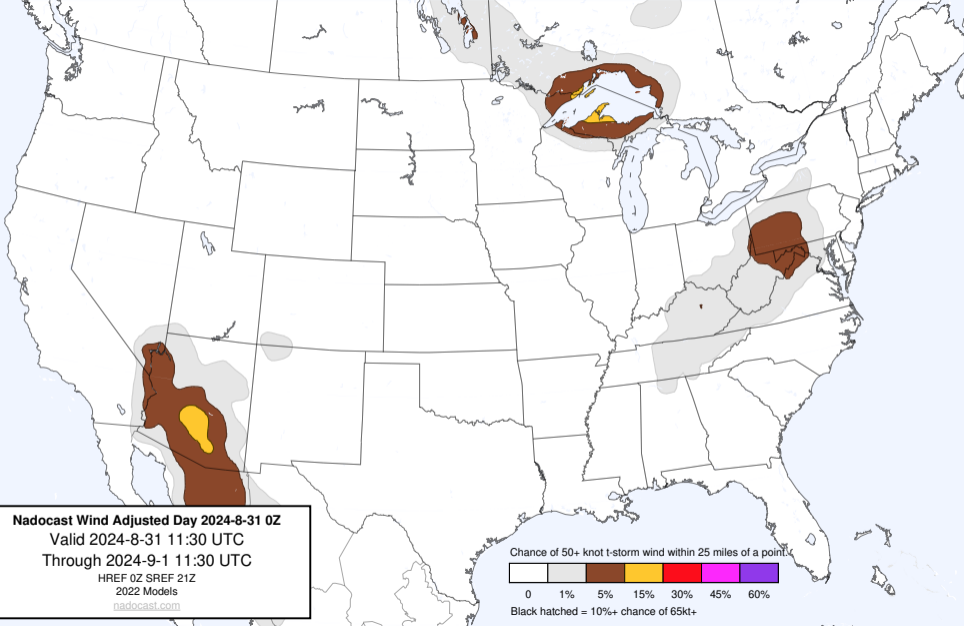 Nadocast Wind Adjusted Day 2024-8-31 0Z
Valid 2024-8-31 11:30 UTC
Through 2024-9-1 11:30 UTC
HREF 0Z SREF 21Z
2022 Models
nadocast.com
Chance of 50+ knot t-storm wind within 25 miles of a point.
0 1% 5% 15% 30% 45% 60%
Black hatched = 10%+ chance of 65kt+